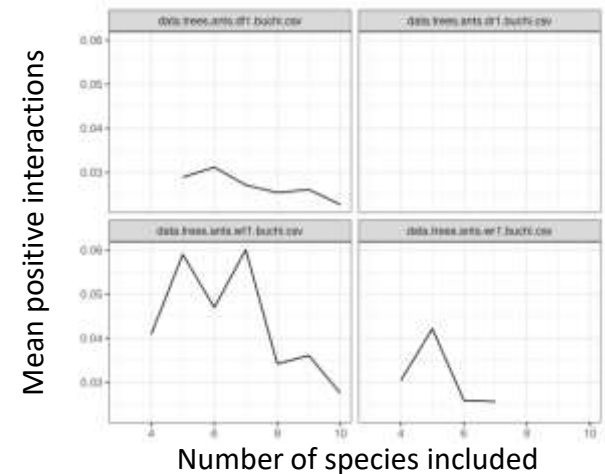 data.trees.ants.df1.buchi.csv
data.trees.ants.dr1.buchi.csv
0.06
0.05
0.04
0.03
Mean positive interactions
data.trees.ants.wf1.buchi.csv
data.trees.ants.wr1.buchi.csv
0.06
0.05
0.04
0.03
4 6 8 10 4 6 8 10
Number of species included